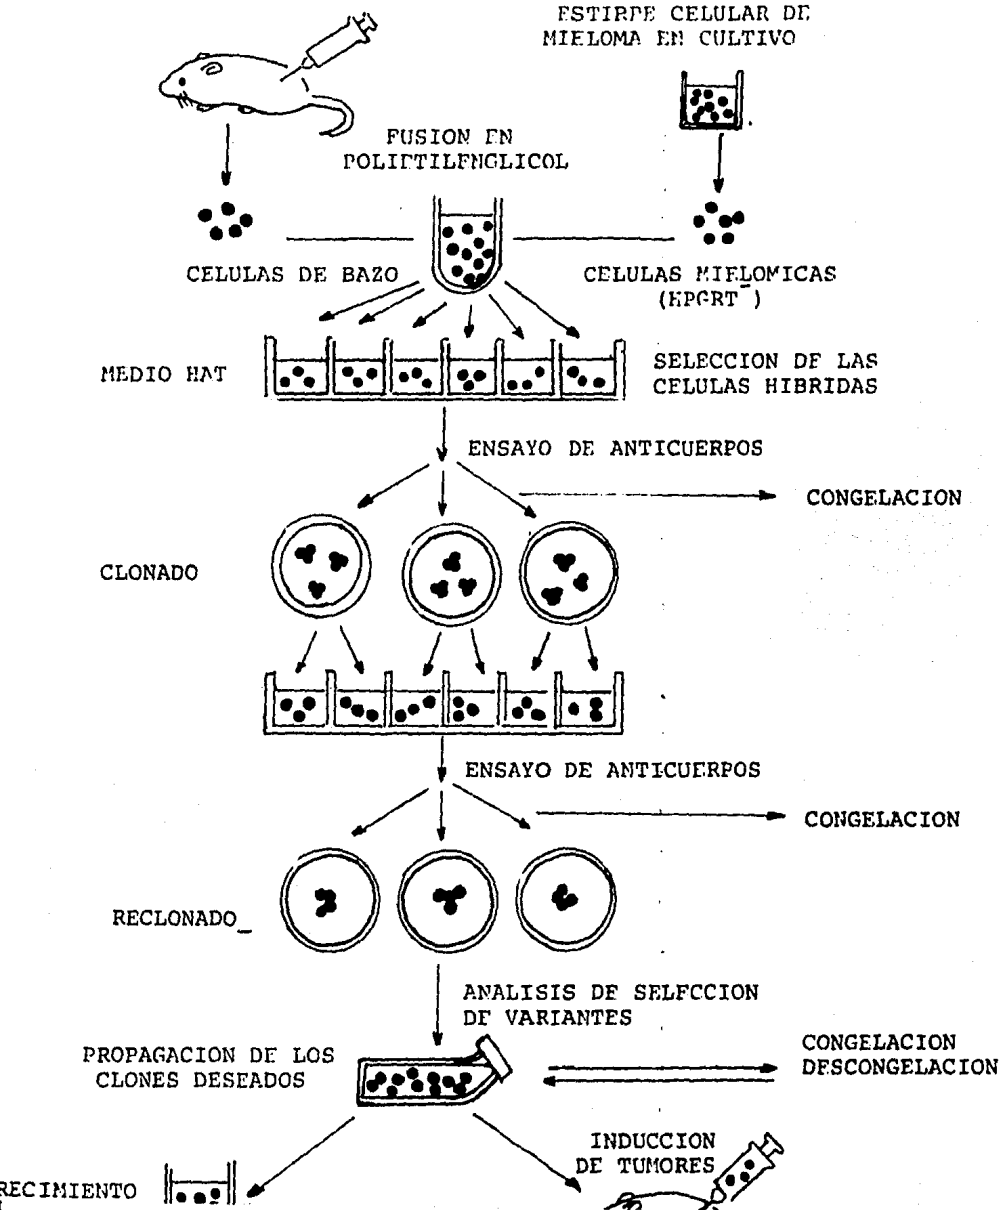 ESTIRPE CELULAR DE
MIELOMA EN CULTIVO
FUSION EN
POLIETILENGLICOL
CELULAS DE BAZO
CELULAS MIELOMICAS
(HPGRT⁻)
MEDIO HAT
SELECCION DE LAS
CELULAS HIBRIDAS
ENSAYO DE ANTICUERPOS
CONGELACION
CLONADO
ENSAYO DE ANTICUERPOS
CONGELACION
RECLONADO_
ANALISIS DE SELECCION
DE VARIANTES
PROPAGACION DE LOS
CLONES DESEADOS
CONGELACION
DESCONGELACION
INDUCCION
DE TUMORES
RECIMIENTO